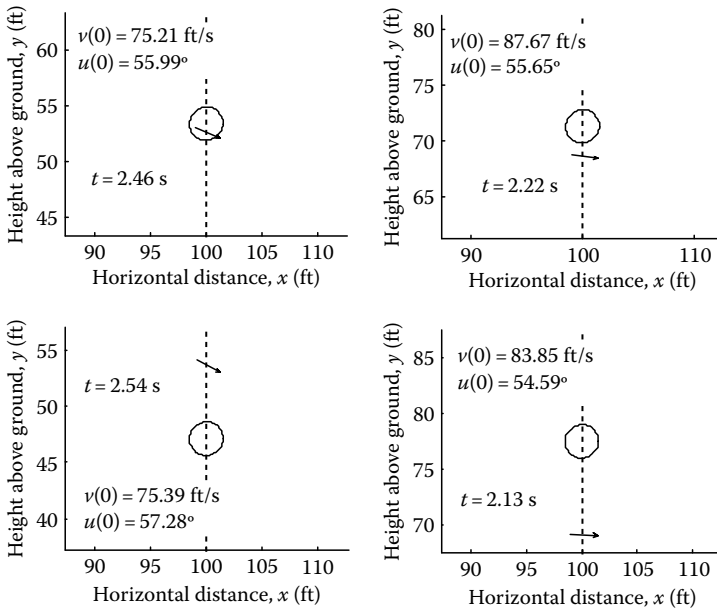 Height above ground, y (ft)
60
55
50
45
v(0) = 75.21 ft/s
u(0) = 55.99º
t = 2.46 s
90 95 100 105 110
Horizontal distance, x (ft)
Height above ground, y (ft)
80
75
70
65
v(0) = 87.67 ft/s
u(0) = 55.65º
t = 2.22 s
90 100 110
Horizontal distance, x (ft)
Height above ground, y (ft)
55
50
45
40
t = 2.54 s
v(0) = 75.39 ft/s
u(0) = 57.28º
90 95 100 105 110
Horizontal distance, x (ft)
Height above ground, y (ft)
85
80
75
70
v(0) = 83.85 ft/s
u(0) = 54.59º
t = 2.13 s
90 95 100 105 110
Horizontal distance, x (ft)